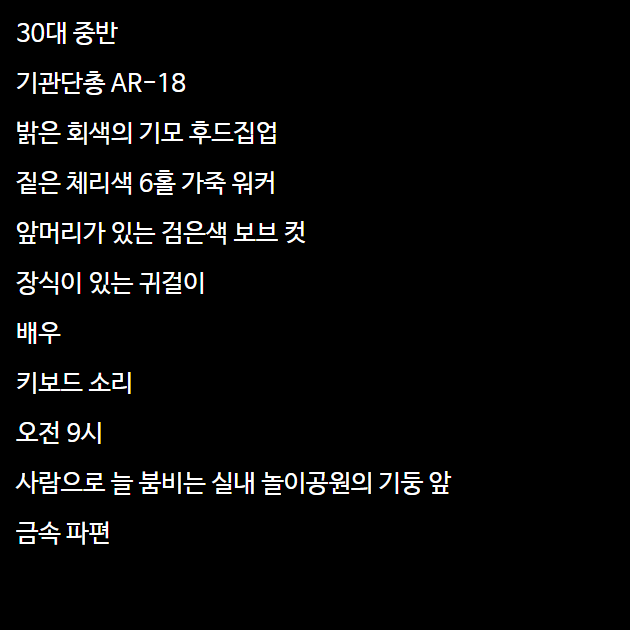 30대 중반
기관단총 AR-18
밝은 회색의 기모 후드집업
짙은 체리색 6홀 가죽 워커
앞머리가 있는 검은색 보브 컷
장식이 있는 귀걸이
배우
키보드 소리
오전 9시
사람으로 늘 붐비는 실내 놀이공원의 기둥 앞
금속 파편